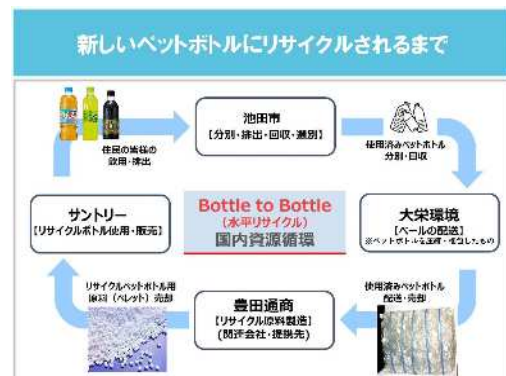 新しいペットボトルにリサイクルされるまで
住民の皆様の
飲用・排出
池田市
【分別・排出・回収・選別】
使用済みペットボトル
分別・回収
サントリー
【リサイクルボトル使用・販売】
Bottle to Bottle
(水平リサイクル)
国内資源循環
大栄環境
【ベールの配送】
※ペットボトルを圧縮・梱包したもの
リサイクルペットボトル用
原料(ペレット)売却
豊田通商
【リサイクル原料製造】
(関連会社・提携先)
使用済みペットボトル
配送・売却